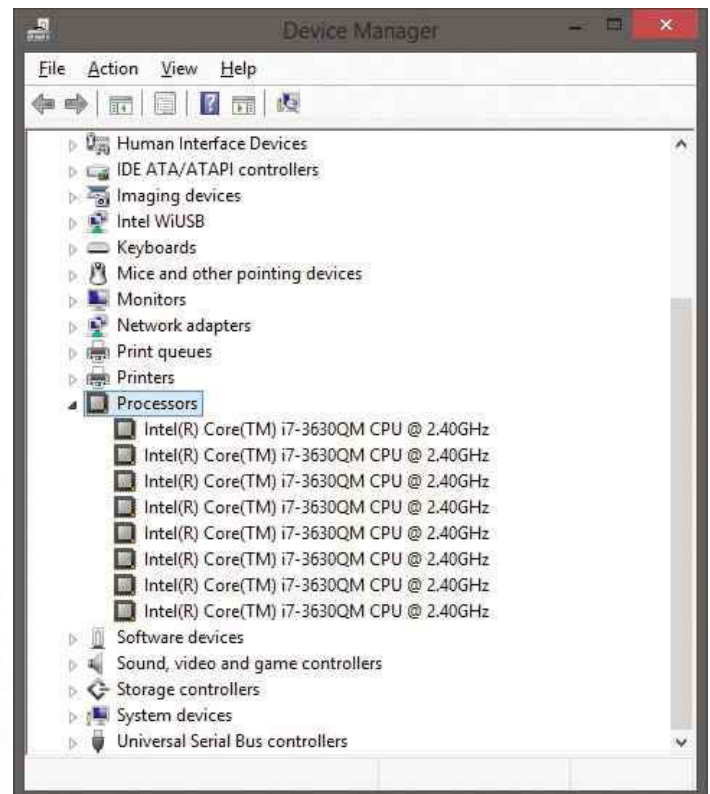 Device Manager
File Action View Help
Human Interface Devices
IDE ATA/ATAPI controllers
Imaging devices
Intel WiUSB
Keyboards
Mice and other pointing devices
Monitors
Network adapters
Print queues
Printers
Processors
Intel(R) Core(TM) i7-3630QM CPU @ 2.40GHz
Intel(R) Core(TM) i7-3630QM CPU @ 2.40GHz
Intel(R) Core(TM) i7-3630QM CPU @ 2.40GHz
Intel(R) Core(TM) i7-3630QM CPU @ 2.40GHz
Intel(R) Core(TM) i7-3630QM CPU @ 2.40GHz
Intel(R) Core(TM) i7-3630QM CPU @ 2.40GHz
Intel(R) Core(TM) i7-3630QM CPU @ 2.40GHz
Intel(R) Core(TM) i7-3630QM CPU @ 2.40GHz
Software devices
Sound, video and game controllers
Storage controllers
System devices
Universal Serial Bus controllers